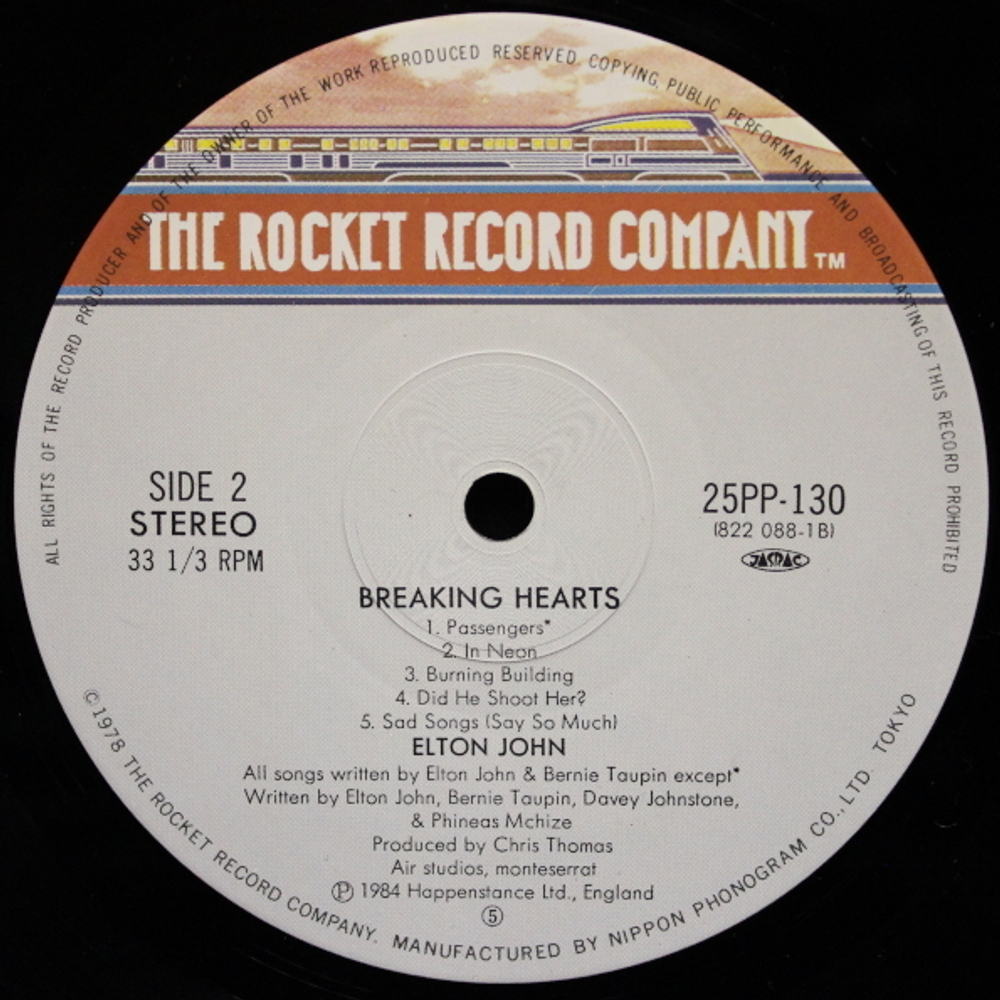 ALL RIGHTS OF THE RECORD PRODUCER AND OF THE OWNER OF THE WORK REPRODUCED RESERVED. COPYING, PUBLIC PERFORMANCE AND BROADCASTING OF THIS RECORD PROHIBITED
THE ROCKET RECORD COMPANY TM
SIDE 2
STEREO
33 1/3 RPM
25PP-130
(822 088-1B)
JASRAC
BREAKING HEARTS
1. Passengers*
2. In Neon
3. Burning Building
4. Did He Shoot Her?
5. Sad Songs (Say So Much)
ELTON JOHN
All songs written by Elton John & Bernie Taupin except*
Written by Elton John, Bernie Taupin, Davey Johnstone,
& Phineas Mchize
Produced by Chris Thomas
Air studios, monteserrat
Ⓟ 1984 Happenstance Ltd., England
⑤
© 1978 THE ROCKET RECORD COMPANY. MANUFACTURED BY NIPPON PHONOGRAM CO., LTD. TOKYO